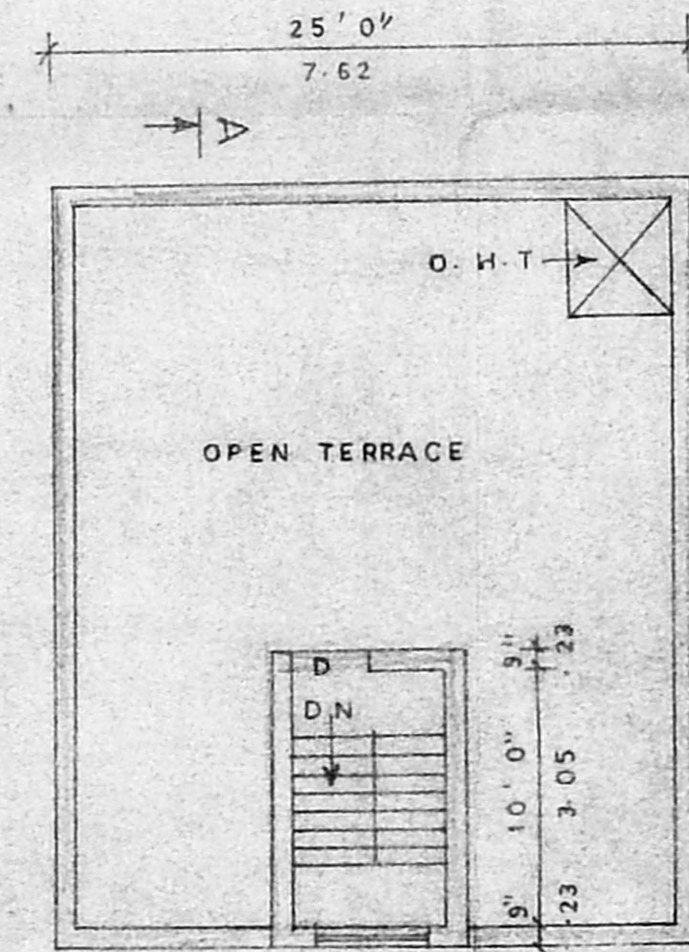 25' 0"
7.62
A
O.H.T
OPEN TERRACE
D
DN
9"
.23
10' 0"
3.05
9"
.23